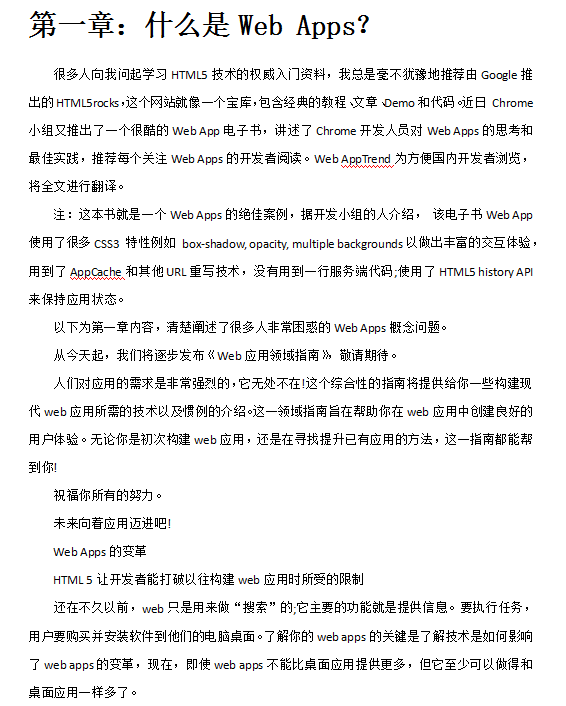 第一章：什么是 Web Apps？
很多人向我问起学习 HTML5 技术的权威入门资料，我总是毫不犹豫地推荐由 Google 推
出的 HTML5rocks，这个网站就像一个宝库，包含经典的教程、文章、Demo 和代码。近日 Chrome
小组又推出了一个很酷的 Web App 电子书，讲述了 Chrome 开发人员对 Web Apps 的思考和
最佳实践，推荐每个关注 Web Apps 的开发者阅读。Web AppTrend 为方便国内开发者浏览，
将全文进行翻译。
注：这本书就是一个 Web Apps 的绝佳案例，据开发小组的人介绍， 该电子书 Web App
使用了很多 CSS3 特性例如 box-shadow, opacity, multiple backgrounds 以做出丰富的交互体验，
用到了 AppCache 和其他 URL 重写技术，没有用到一行服务端代码;使用了 HTML5 history API
来保持应用状态。
以下为第一章内容，清楚阐述了很多人非常困惑的 Web Apps 概念问题。
从今天起，我们将逐步发布《Web 应用领域指南》，敬请期待。
人们对应用的需求是非常强烈的，它无处不在!这个综合性的指南将提供给你一些构建现
代 web 应用所需的技术以及惯例的介绍。这一领域指南旨在帮助你在 web 应用中创建良好的
用户体验。无论你是初次构建 web 应用，还是在寻找提升已有应用的方法，这一指南都能帮
到你!
祝福你所有的努力。
未来向着应用迈进吧!
Web Apps 的变革
HTML 5 让开发者能打破以往构建 web 应用时所受的限制
还在不久以前，web 只是用来做“搜索”的;它主要的功能就是提供信息。要执行任务，
用户要购买并安装软件到他们的电脑桌面。了解你的 web apps 的关键是了解技术是如何影响
了 web apps 的变革，现在，即使 web apps 不能比桌面应用提供更多，但它至少可以做得和
桌面应用一样多了。